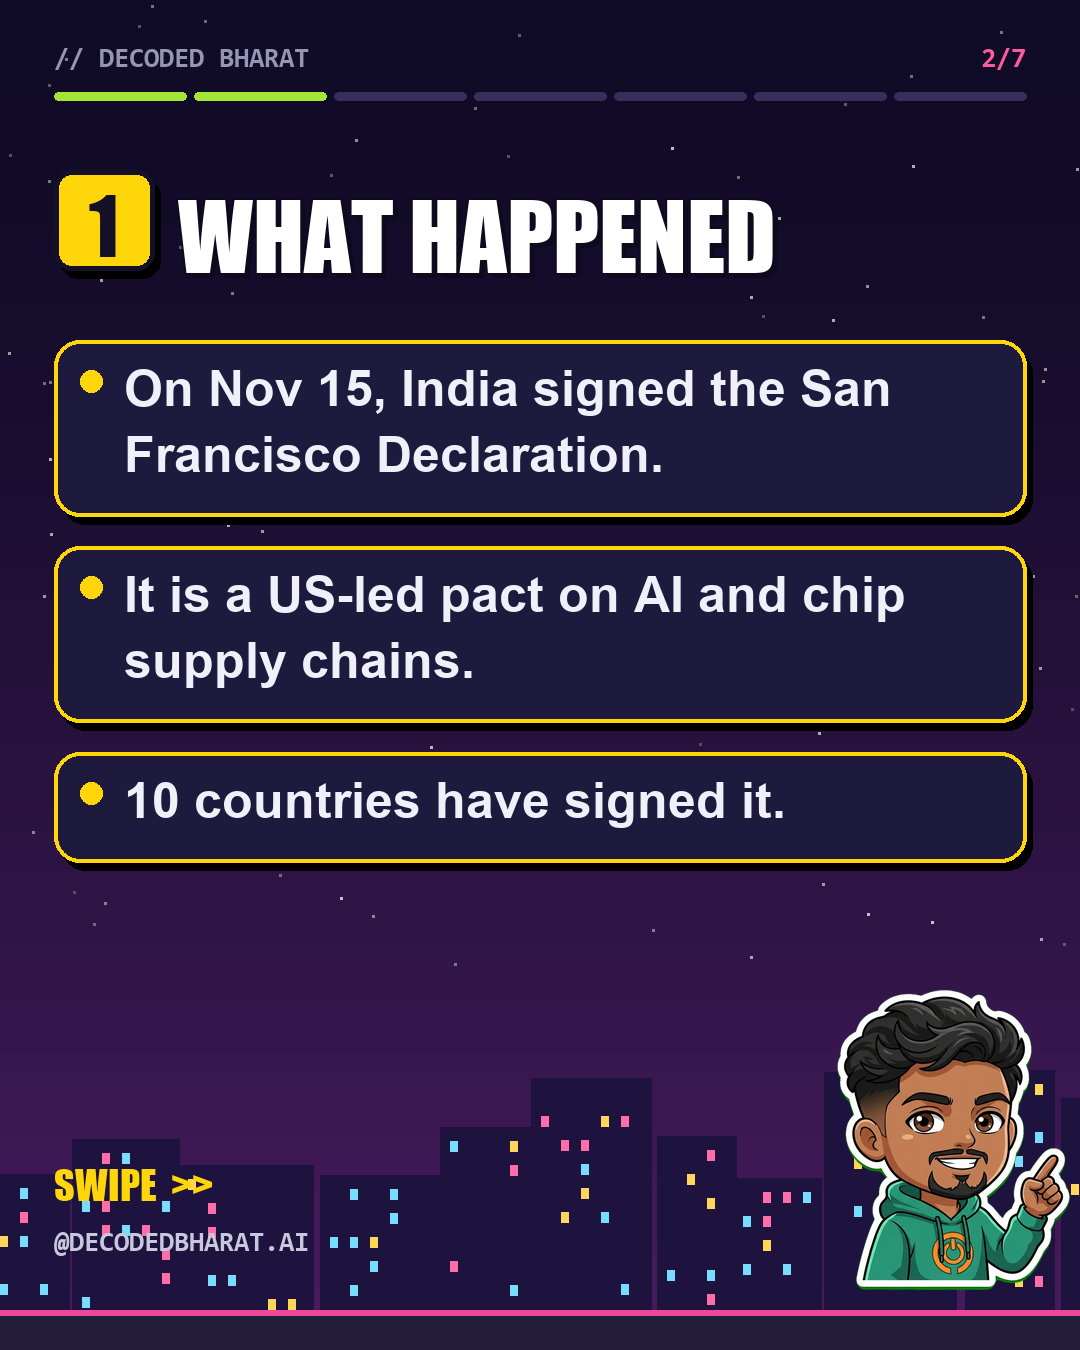 // DECODED BHARAT
2/7
1 WHAT HAPPENED
On Nov 15, India signed the San
Francisco Declaration.
It is a US-led pact on AI and chip
supply chains.
10 countries have signed it.
SWIPE >>
@DECODEDBHARAT.AI